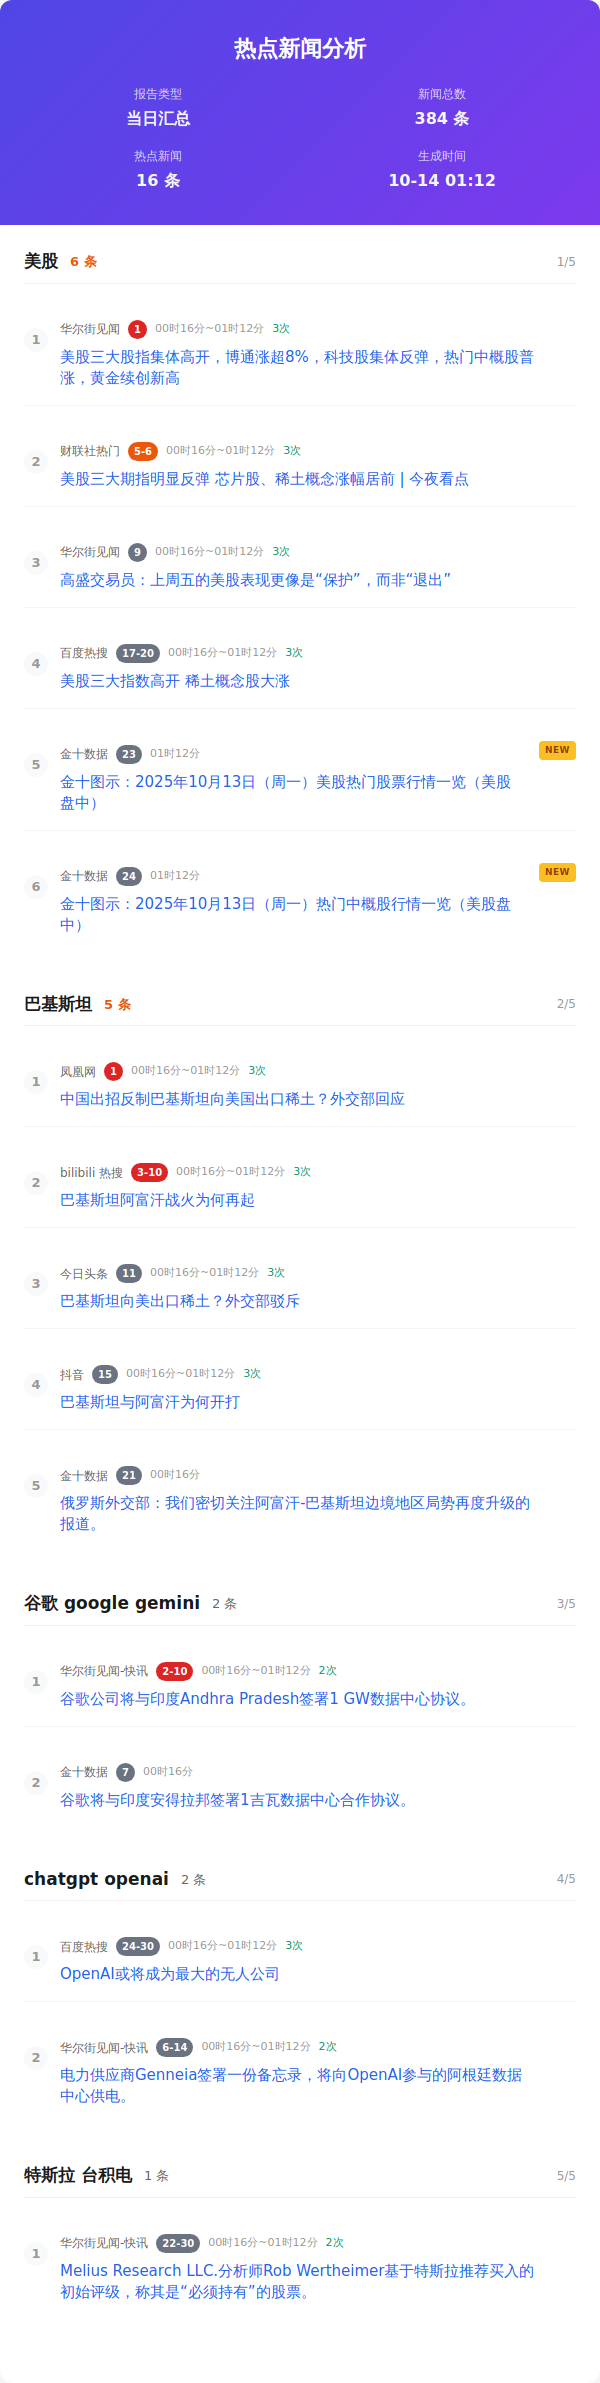 热点新闻分析
报告类型
新闻总数
当日汇总
384 条
热点新闻
生成时间
16 条
10-14 01:12
美股 6 条 1/5
1 华尔街见闻 1 00时16分~01时12分 3次
美股三大股指集体高开，博通涨超8%，科技股集体反弹，热门中概股普
涨，黄金续创新高
2 财联社热门 5-6 00时16分~01时12分 3次
美股三大期指明显反弹 芯片股、稀土概念涨幅居前 | 今夜看点
3 华尔街见闻 9 00时16分~01时12分 3次
高盛交易员：上周五的美股表现更像是“保护”，而非“退出”
4 百度热搜 17-20 00时16分~01时12分 3次
美股三大指数高开 稀土概念股大涨
5 金十数据 23 01时12分 NEW
金十图示：2025年10月13日（周一）美股热门股票行情一览（美股
盘中）
6 金十数据 24 01时12分 NEW
金十图示：2025年10月13日（周一）热门中概股行情一览（美股盘
中）
巴基斯坦 5 条 2/5
1 凤凰网 1 00时16分~01时12分 3次
中国出招反制巴基斯坦向美国出口稀土？外交部回应
2 bilibili 热搜 3-10 00时16分~01时12分 3次
巴基斯坦阿富汗战火为何再起
3 今日头条 11 00时16分~01时12分 3次
巴基斯坦向美出口稀土？外交部驳斥
4 抖音 15 00时16分~01时12分 3次
巴基斯坦与阿富汗为何开打
5 金十数据 21 00时16分
俄罗斯外交部：我们密切关注阿富汗-巴基斯坦边境地区局势再度升级的
报道。
谷歌 google gemini 2 条 3/5
1 华尔街见闻-快讯 2-10 00时16分~01时12分 2次
谷歌公司将与印度Andhra Pradesh签署1 GW数据中心协议。
2 金十数据 7 00时16分
谷歌将与印度安得拉邦签署1吉瓦数据中心合作协议。
chatgpt openai 2 条 4/5
1 百度热搜 24-30 00时16分~01时12分 3次
OpenAI或将成为最大的无人公司
2 华尔街见闻-快讯 6-14 00时16分~01时12分 2次
电力供应商Genneia签署一份备忘录，将向OpenAI参与的阿根廷数据
中心供电。
特斯拉 台积电 1 条 5/5
1 华尔街见闻-快讯 22-30 00时16分~01时12分 2次
Melius Research LLC.分析师Rob Wertheimer基于特斯拉推荐买入的
初始评级，称其是“必须持有”的股票。